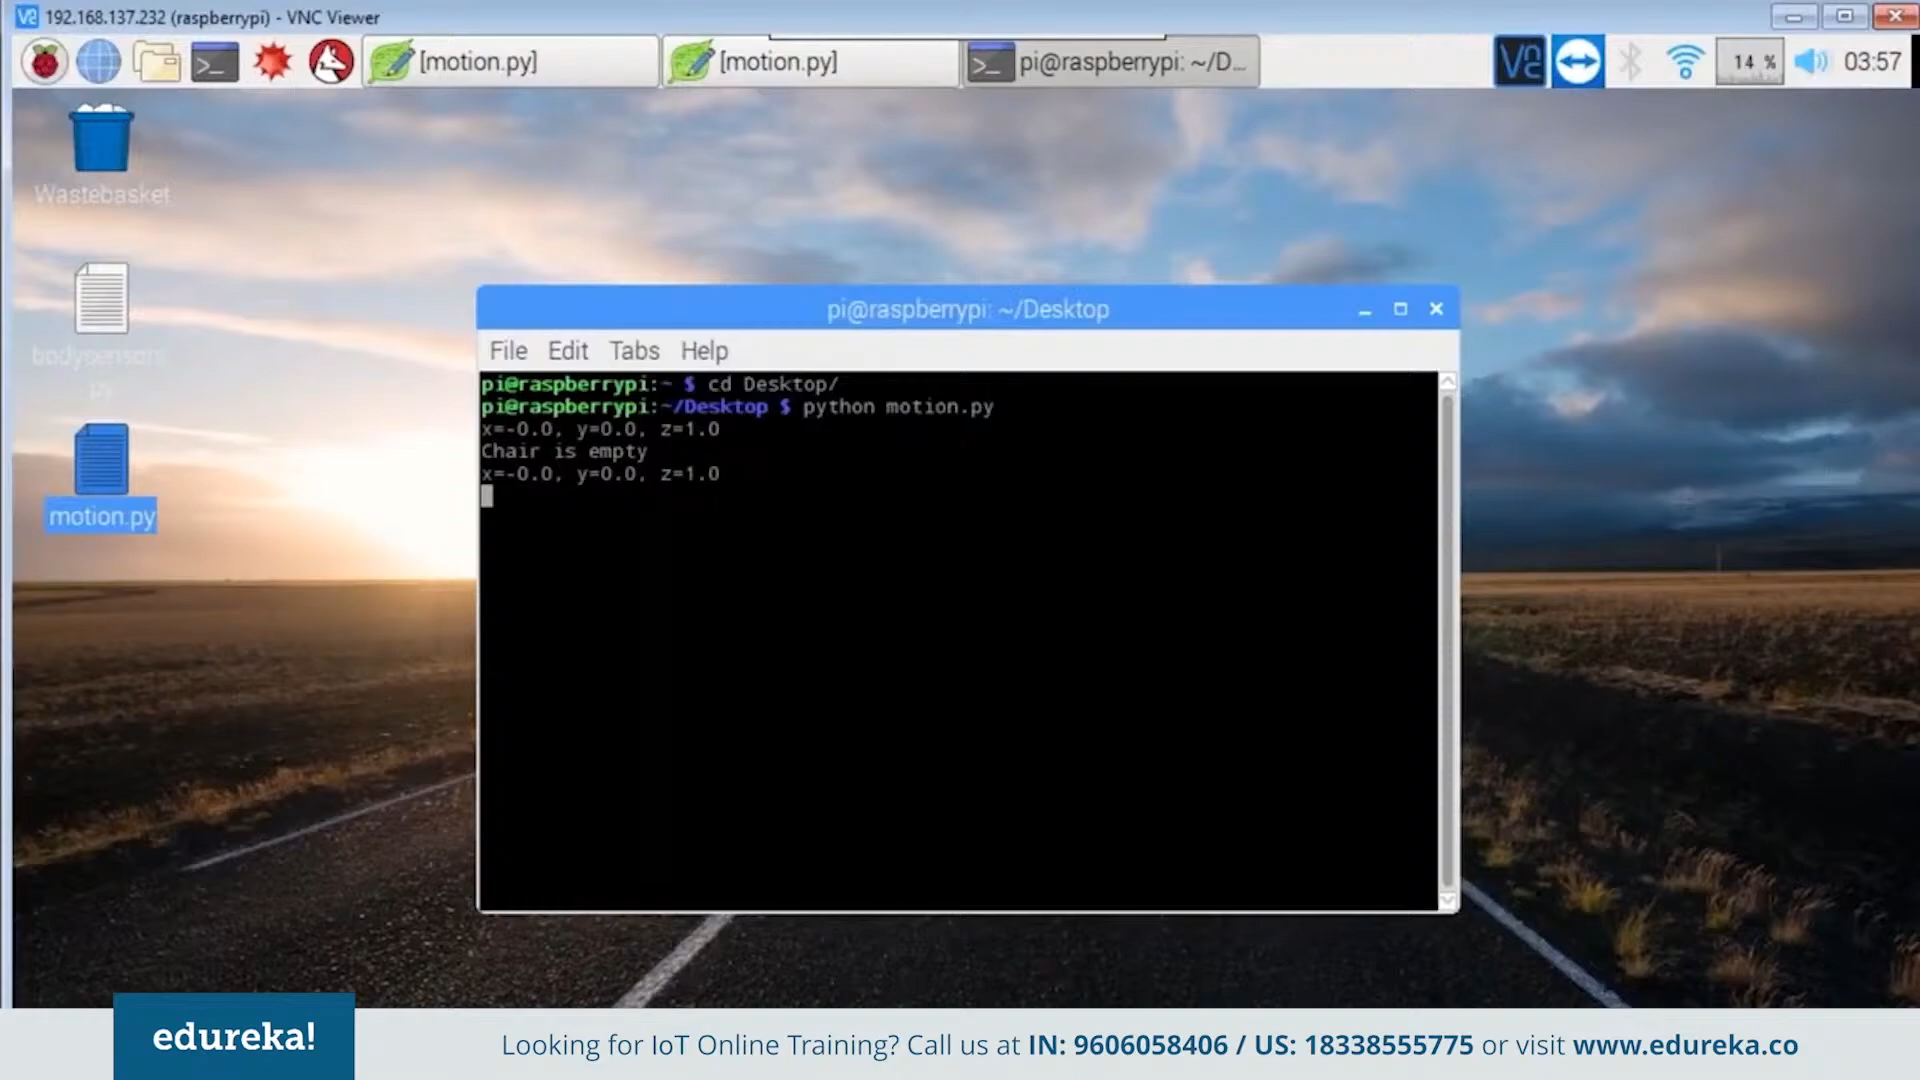 192.168.137.232 (raspberrypi) - VNC Viewer
[motion.py]
[motion.py]
pi@raspberrypi: ~/D...
14 %
03:57
Wastebasket
bodysensors
motion.py
pi@raspberrypi: ~/Desktop
File Edit Tabs Help
pi@raspberrypi:~ $ cd Desktop/
pi@raspberrypi:~/Desktop $ python motion.py
x=-0.0, y=0.0, z=1.0
Chair is empty
x=-0.0, y=0.0, z=1.0
edureka!
Looking for IoT Online Training? Call us at IN: 9606058406 / US: 18338555775 or visit www.edureka.co